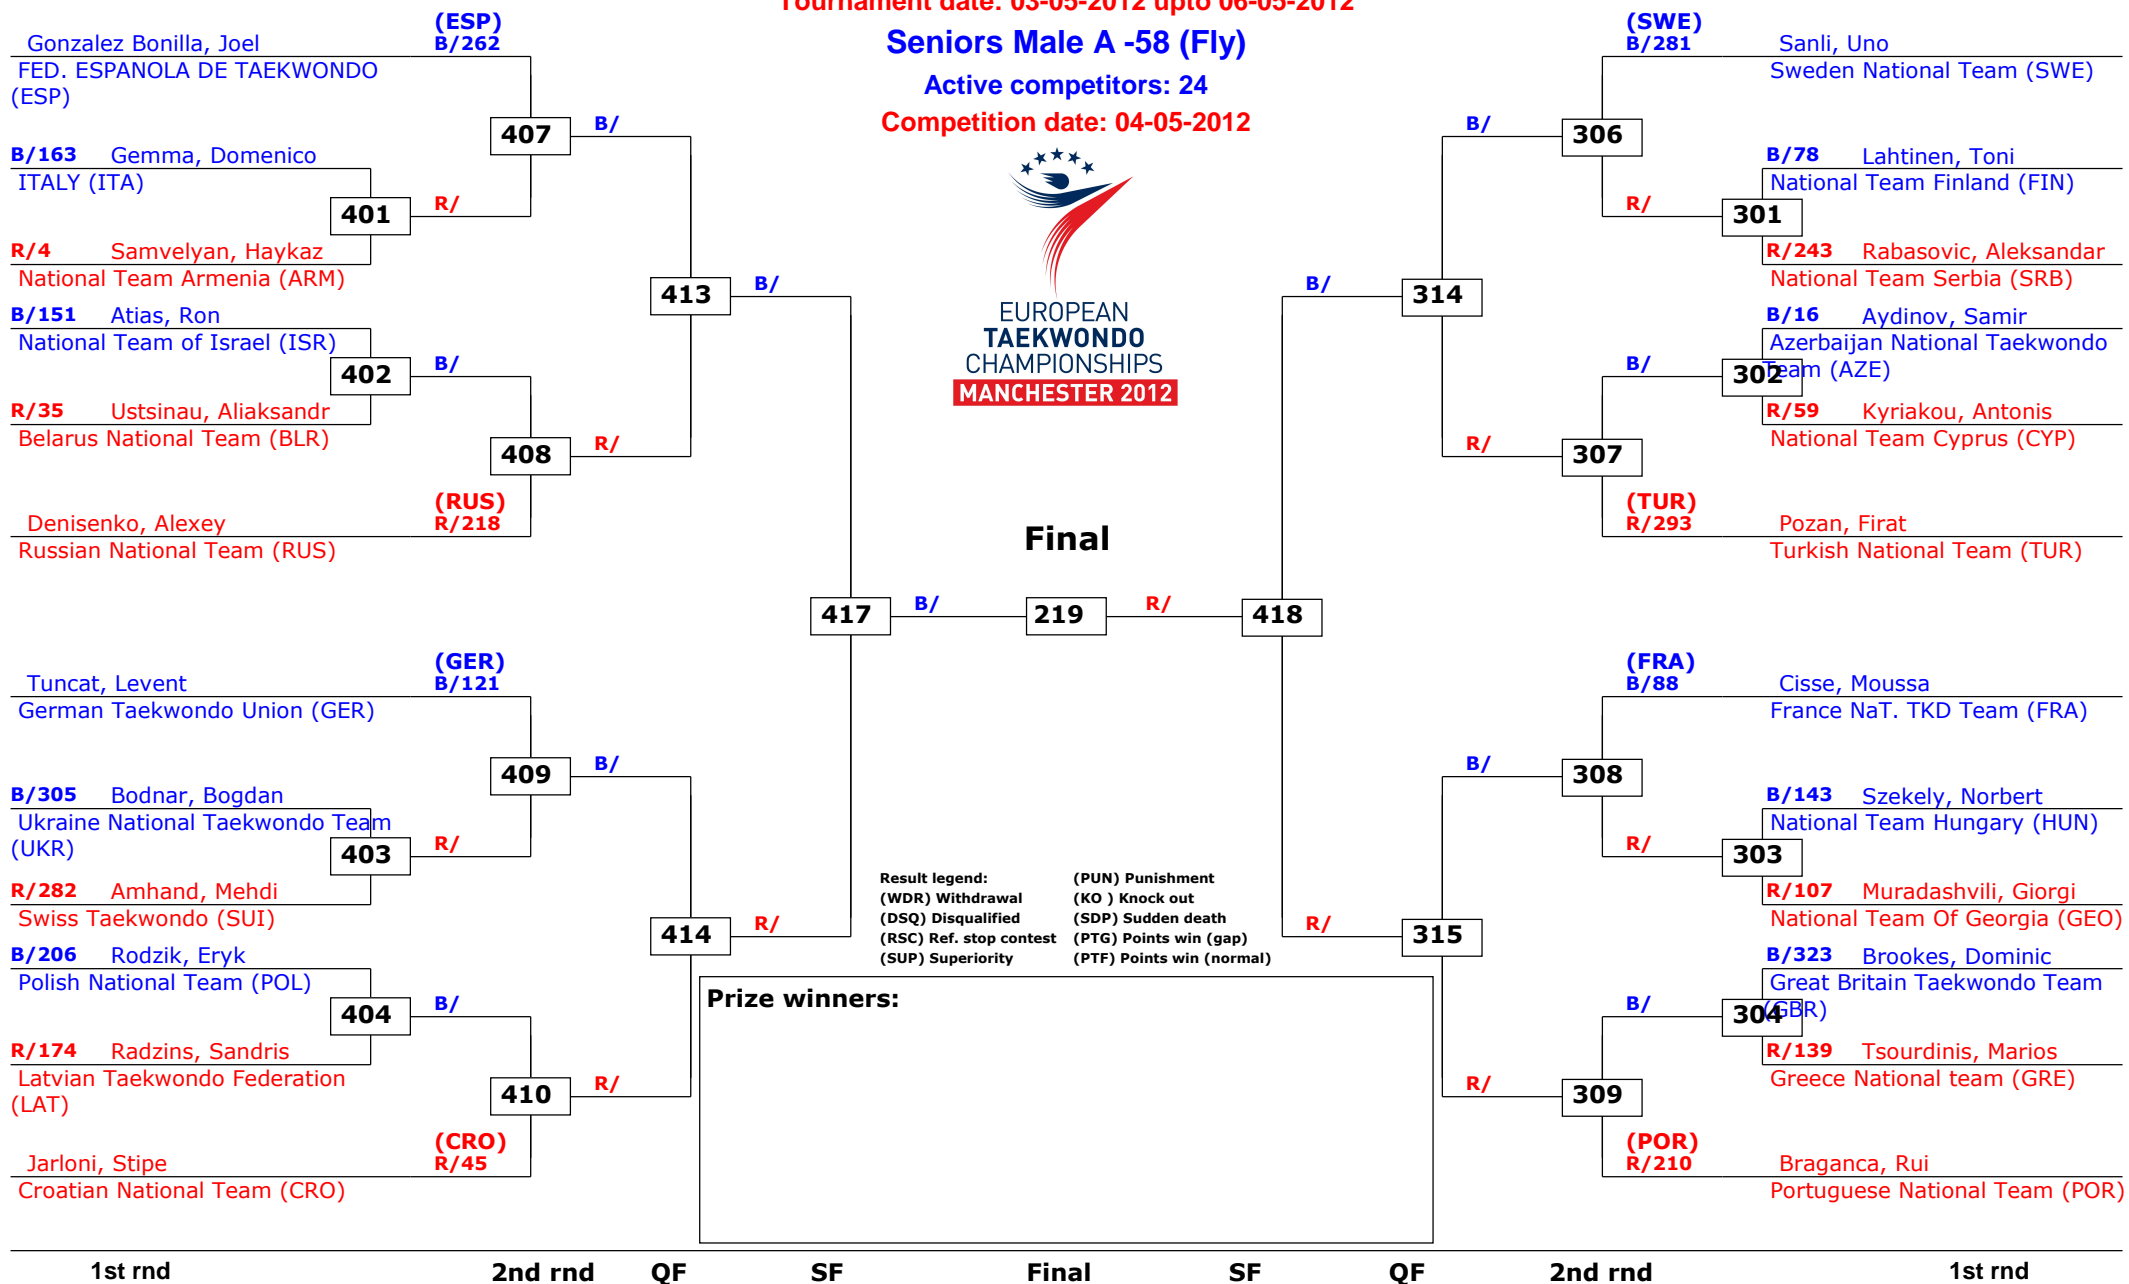 Tournament date: 03-05-2012 upto 06-05-2012
Seniors Male A -58 (Fly)
Active competitors: 24
Competition date: 04-05-2012
EUROPEAN
TAEKWONDO
CHAMPIONSHIPS
MANCHESTER 2012
(ESP)
Gonzalez Bonilla, Joel B/262
FED. ESPANOLA DE TAEKWONDO
(ESP)
407 B/
B/163 Gemma, Domenico
ITALY (ITA)
401 R/
R/4 Samvelyan, Haykaz
National Team Armenia (ARM)
413 B/
B/151 Atias, Ron
National Team of Israel (ISR)
402 B/
R/35 Ustsinau, Aliaksandr
Belarus National Team (BLR)
408 R/
(RUS)
Denisenko, Alexey R/218
Russian National Team (RUS)
417 B/
(GER)
Tuncat, Levent B/121
German Taekwondo Union (GER)
409 B/
B/305 Bodnar, Bogdan
Ukraine National Taekwondo Team
(UKR)
403 R/
R/282 Amhand, Mehdi
Swiss Taekwondo (SUI)
414 R/
B/206 Rodzik, Eryk
Polish National Team (POL)
404 B/
R/174 Radzins, Sandris
Latvian Taekwondo Federation
(LAT)
410 R/
(CRO)
Jarloni, Stipe R/45
Croatian National Team (CRO)
Final
219
(SWE)
B/281 Sanli, Uno
Sweden National Team (SWE)
B/ 306
B/78 Lahtinen, Toni
National Team Finland (FIN)
R/ 301
R/243 Rabasovic, Aleksandar
National Team Serbia (SRB)
B/ 314
B/16 Aydinov, Samir
Azerbaijan National Taekwondo
Team (AZE)
B/ 302
R/59 Kyriakou, Antonis
National Team Cyprus (CYP)
R/ 307
(TUR)
R/293 Pozan, Firat
Turkish National Team (TUR)
R/ 418
(FRA)
B/88 Cisse, Moussa
France NaT. TKD Team (FRA)
B/ 308
B/143 Szekely, Norbert
National Team Hungary (HUN)
R/ 303
R/107 Muradashvili, Giorgi
National Team Of Georgia (GEO)
R/ 315
B/323 Brookes, Dominic
Great Britain Taekwondo Team
(GBR)
B/ 304
R/139 Tsourdinis, Marios
Greece National team (GRE)
R/ 309
(POR)
R/210 Braganca, Rui
Portuguese National Team (POR)
Result legend: (PUN) Punishment
(WDR) Withdrawal (KO ) Knock out
(DSQ) Disqualified (SDP) Sudden death
(RSC) Ref. stop contest (PTG) Points win (gap)
(SUP) Superiority (PTF) Points win (normal)
Prize winners:
1st rnd 2nd rnd QF SF Final SF QF 2nd rnd 1st rnd